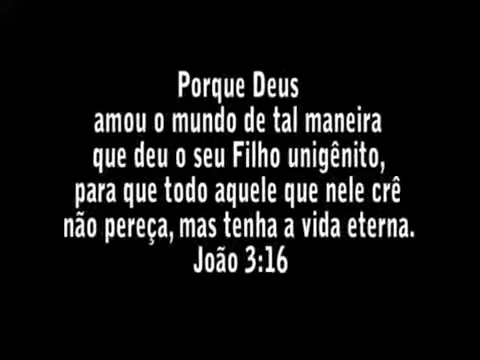 Porque Deus
amou o mundo de tal maneira
que deu o seu Filho unigênito,
para que todo aquele que nele crê
não pereça, mas tenha a vida eterna.
João 3:16